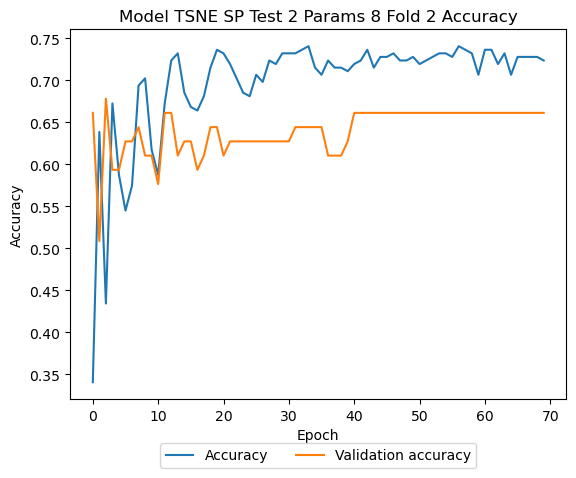 Model TSNE SP Test 2 Params 8 Fold 2 Accuracy
0.75
0.70
0.65
0.60
0.55
0.50
0.45
0.40
0.35
Accuracy
0 10 20 30 40 50 60 70
Epoch
Accuracy Validation accuracy